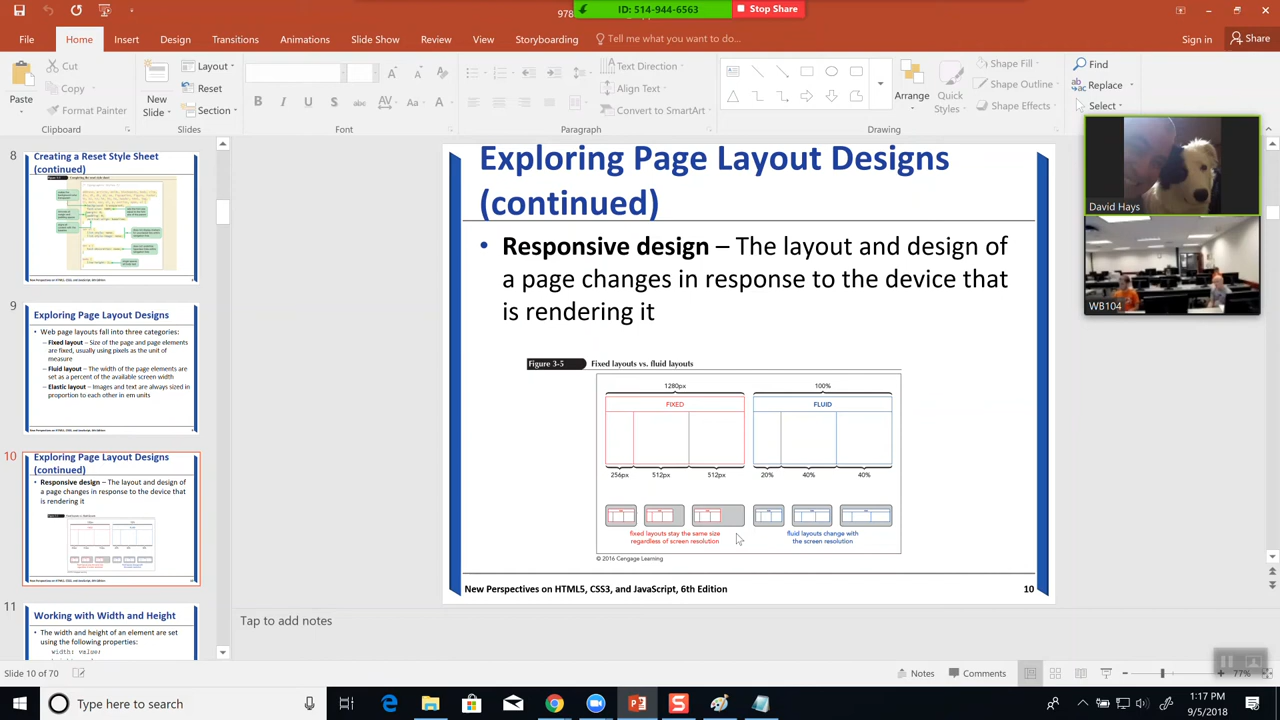 978
ID: 514-944-6563
Stop Share
File Home Insert Design Transitions Animations Slide Show Review View Storyboarding Tell me what you want to do... Sign in Share
Cut
Copy
Format Painter
Paste
New
Slide
Layout
Reset
Section
Text Direction
Align Text
Convert to SmartArt
Arrange
Quick
Styles
Shape Fill
Shape Outline
Shape Effects
Find
Replace
Select
Clipboard Slides Font Paragraph Drawing
8
Creating a Reset Style Sheet
(continued)
9
Exploring Page Layout Designs
• Web page layouts fall into three categories:
– Fixed layout – Size of the page and page elements
are fixed, usually using pixels as the unit of
measure
– Fluid layout – The width of the page elements are
set as a percent of the available screen width
– Elastic layout – Images and text are always sized in
proportion to each other in em units
10
Exploring Page Layout Designs
(continued)
• Responsive design – The layout and design of
a page changes in response to the device that
is rendering it
11
Working with Width and Height
• The width and height of an element are set
using the following properties:
width: value;
Exploring Page Layout Designs
(continued)
• Responsive design – The layout and design of
a page changes in response to the device that
is rendering it
Figure 3-5 Fixed layouts vs. fluid layouts
1280px 100%
FIXED FLUID
256px 512px 512px 20% 40% 40%
fixed layouts stay the same size
regardless of screen resolution
fluid layouts change with
the screen resolution
© 2016 Cengage Learning
New Perspectives on HTML5, CSS3, and JavaScript, 6th Edition 10
David Hays
WB104
Tap to add notes
Slide 10 of 70 Notes Comments 77%
Type here to search
1:17 PM
9/5/2018